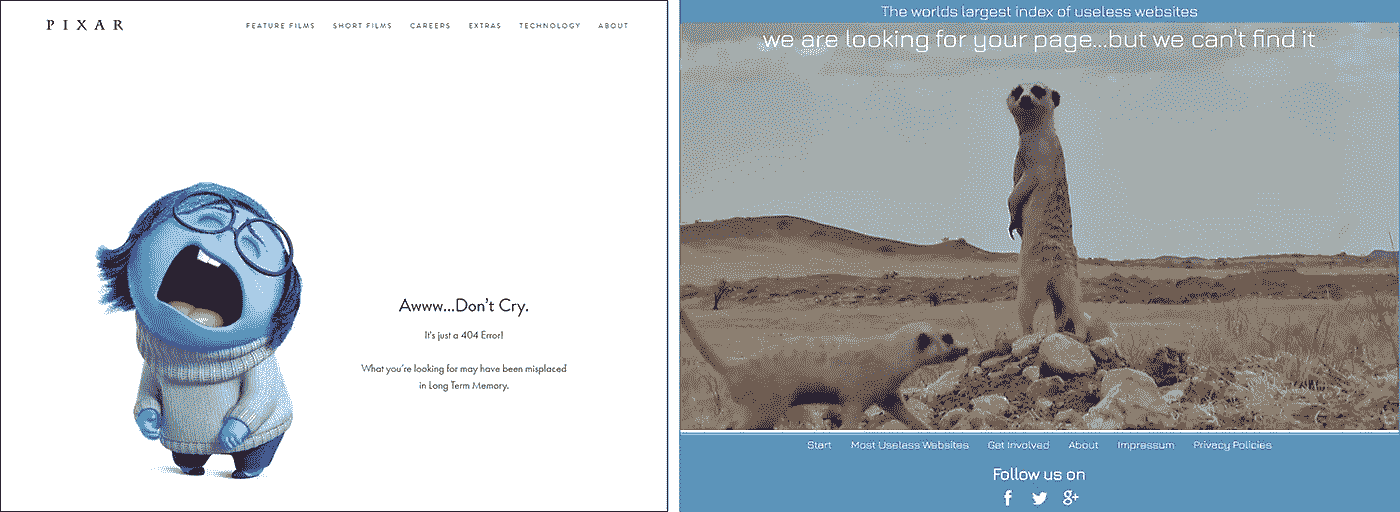 PIXAR
FEATURE FILMS SHORT FILMS CAREERS EXTRAS TECHNOLOGY ABOUT
Awww...Don't Cry.
It's just a 404 Error!
What you're looking for may have been misplaced
in Long Term Memory.
The worlds largest index of useless websites
we are looking for your page...but we can't find it
Start Most Useless Websites Get Involved About Impressum Privacy Policies
Follow us on